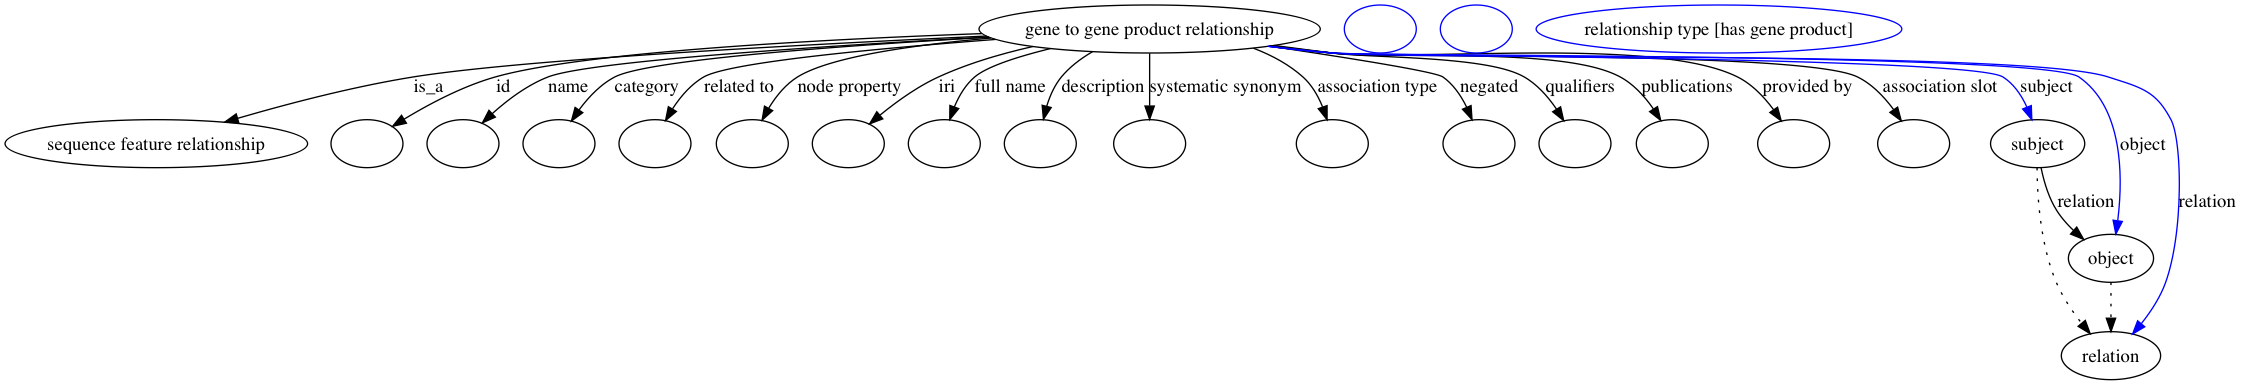 gene to gene product relationship
relationship type [has gene product]
is_a
id
name
category
related to
node property
iri
full name
description
systematic synonym
association type
negated
qualifiers
publications
provided by
association slot
subject
sequence feature relationship
subject
object
relation
relation
object
relation